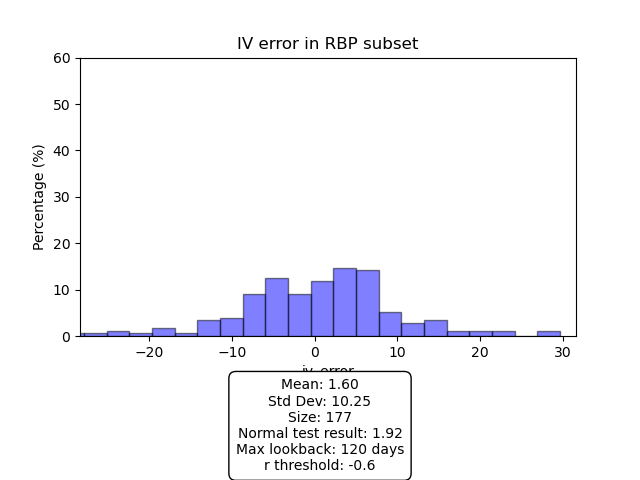 IV error in RBP subset
60
50
40
30
20
10
0
Percentage (%)
−20
−10
0
10
20
30
iv_error
Mean: 1.60
Std Dev: 10.25
Size: 177
Normal test result: 1.92
Max lookback: 120 days
r threshold: -0.6